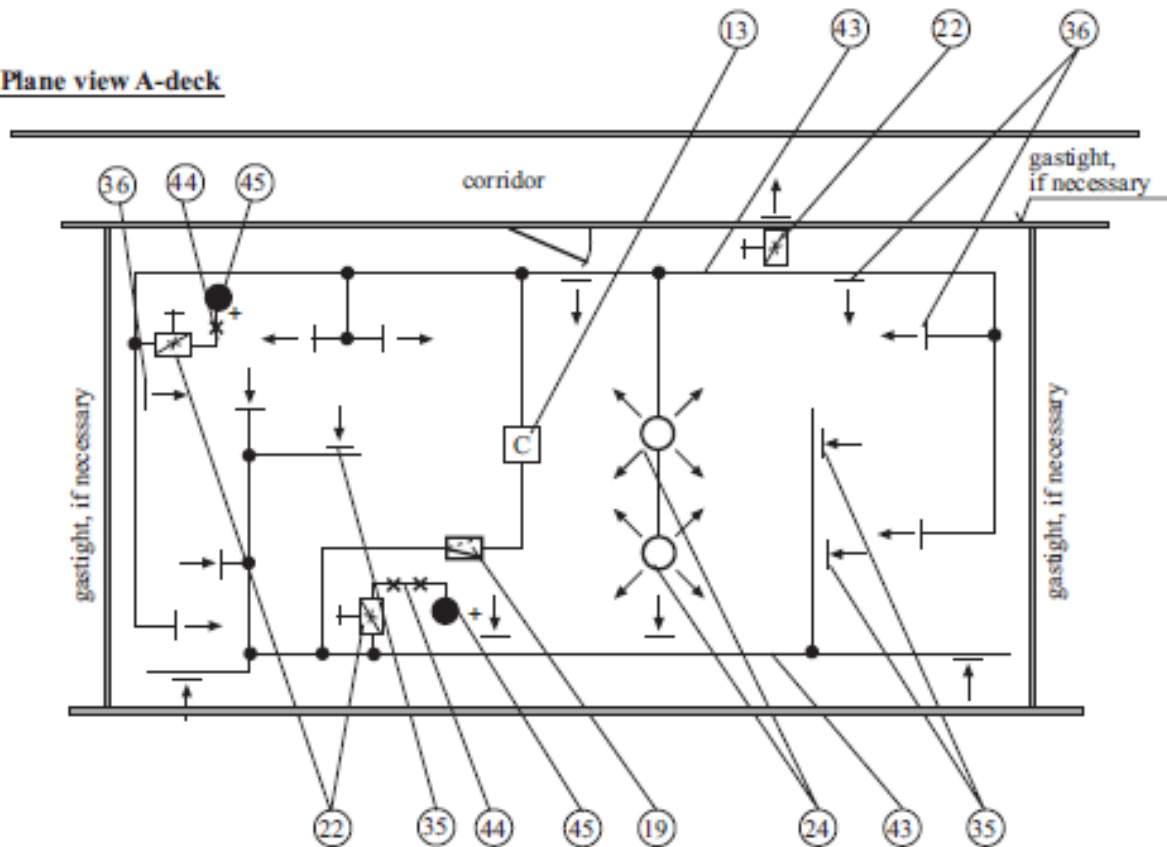 13
43
22
36
Plane view A-deck
36
44
45
corridor
gastight,
if necessary
+
C
gastight, if necessary
gastight, if necessary
+
22
35
44
45
19
24
43
35